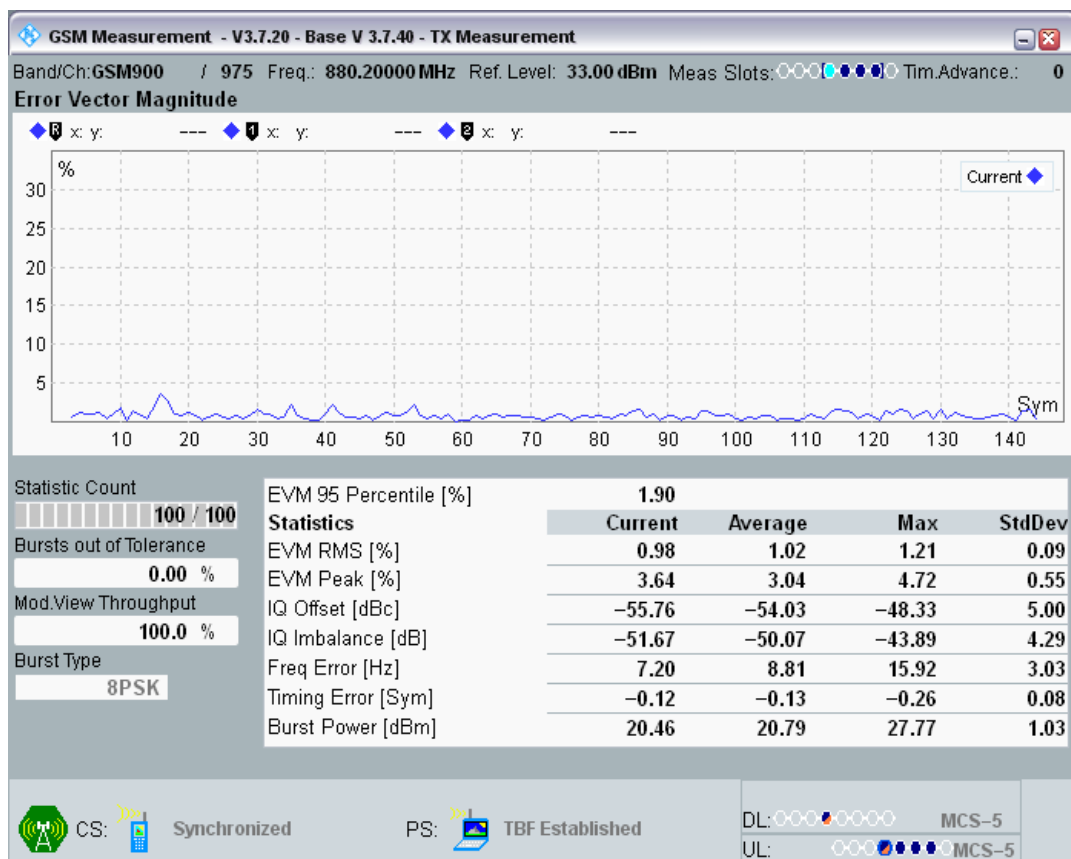 GSM Measurement - V3.7.20 - Base V 3.7.40 - TX Measurement
Band/Ch:GSM900 / 975 Freq.: 880.20000 MHz Ref. Level: 33.00 dBm Meas Slots: Tim.Advance.: 0
Error Vector Magnitude
R x: y: --- 1 x: y: --- 2 x: y: ---
%
Current
30
25
20
15
10
5
Sym
10 20 30 40 50 60 70 80 90 100 110 120 130 140
Statistic Count
100 / 100
Bursts out of Tolerance
0.00 %
Mod.View Throughput
100.0 %
Burst Type
8PSK
EVM 95 Percentile [%] 1.90
Statistics Current Average Max StdDev
EVM RMS [%] 0.98 1.02 1.21 0.09
EVM Peak [%] 3.64 3.04 4.72 0.55
IQ Offset [dBc] −55.76 −54.03 −48.33 5.00
IQ Imbalance [dB] −51.67 −50.07 −43.89 4.29
Freq Error [Hz] 7.20 8.81 15.92 3.03
Timing Error [Sym] −0.12 −0.13 −0.26 0.08
Burst Power [dBm] 20.46 20.79 27.77 1.03
CS: Synchronized PS: TBF Established
DL: MCS−5
UL: MCS−5